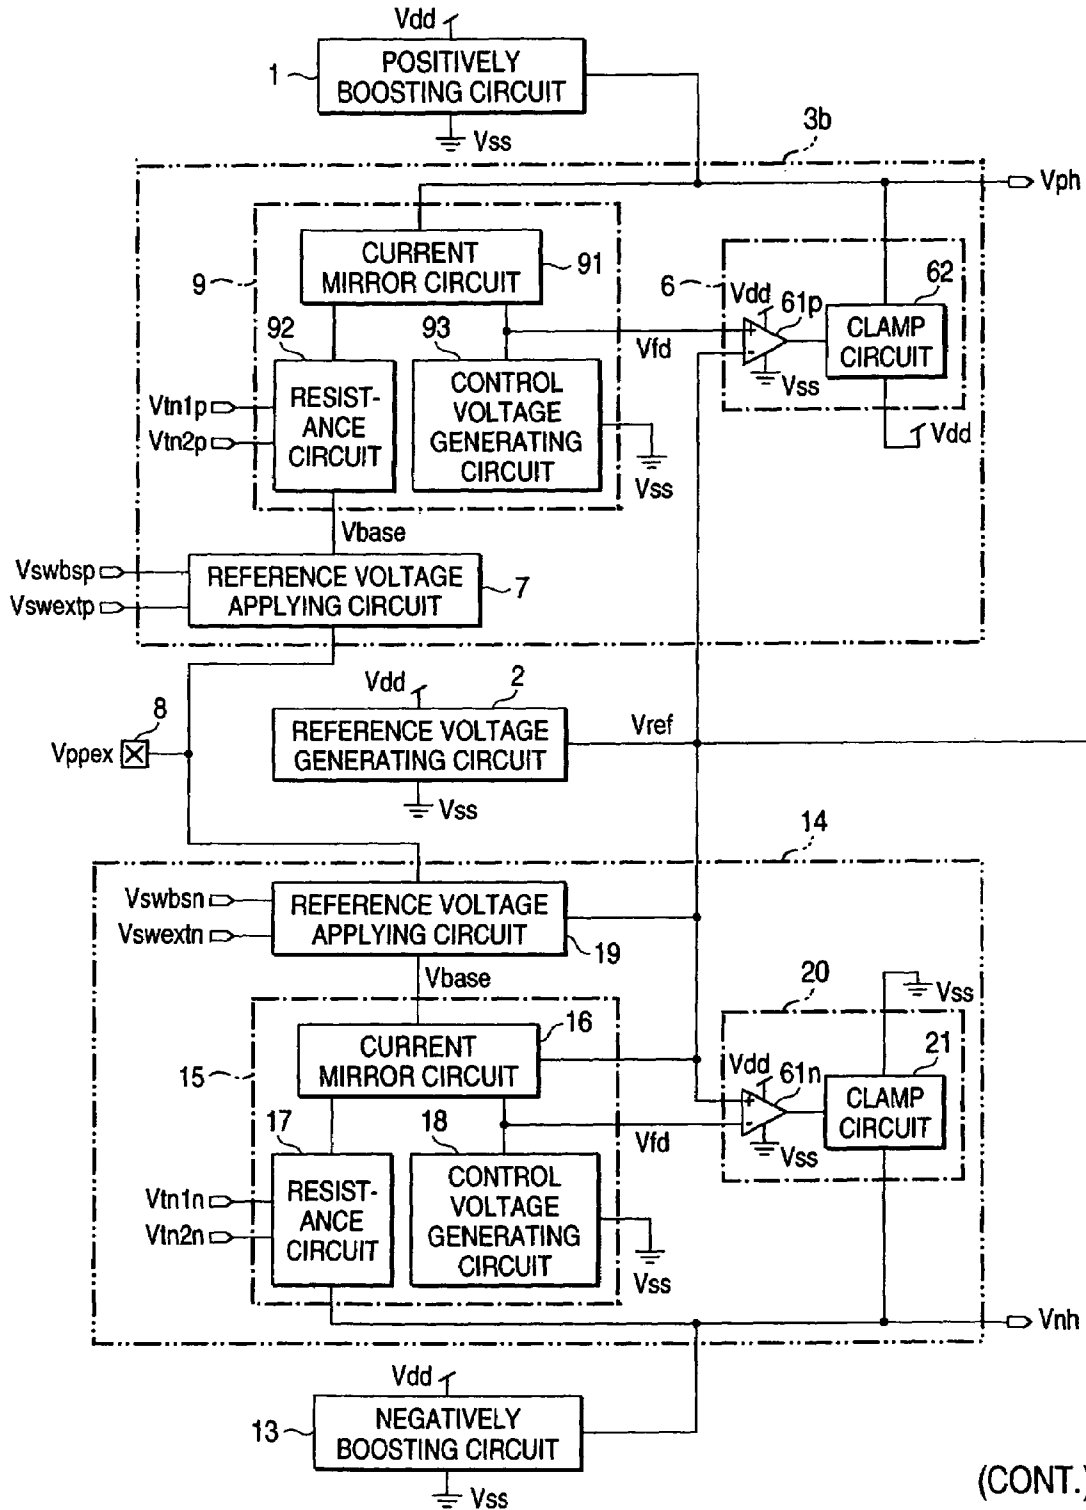 Vdd
1
POSITIVELY
BOOSTING CIRCUIT
Vss
3b
Vph
9
CURRENT
MIRROR CIRCUIT
91
6
Vdd
61p
62
CLAMP
CIRCUIT
Vss
Vdd
92
93
Vfd
Vtn1p
Vtn2p
RESIST-
ANCE
CIRCUIT
CONTROL
VOLTAGE
GENERATING
CIRCUIT
Vss
Vbase
Vswbsp
Vswextp
REFERENCE VOLTAGE
APPLYING CIRCUIT
7
8
Vppex
Vdd
2
REFERENCE VOLTAGE
GENERATING CIRCUIT
Vref
Vss
14
Vswbsn
Vswextn
REFERENCE VOLTAGE
APPLYING CIRCUIT
19
Vbase
20
Vss
15
CURRENT
MIRROR CIRCUIT
16
Vdd
61n
21
CLAMP
CIRCUIT
+
-
+
-
Vss
17
18
Vfd
Vtn1n
Vtn2n
RESIST-
ANCE
CIRCUIT
CONTROL
VOLTAGE
GENERATING
CIRCUIT
Vss
Vnh
Vdd
13
NEGATIVELY
BOOSTING CIRCUIT
Vss
(CONT.)